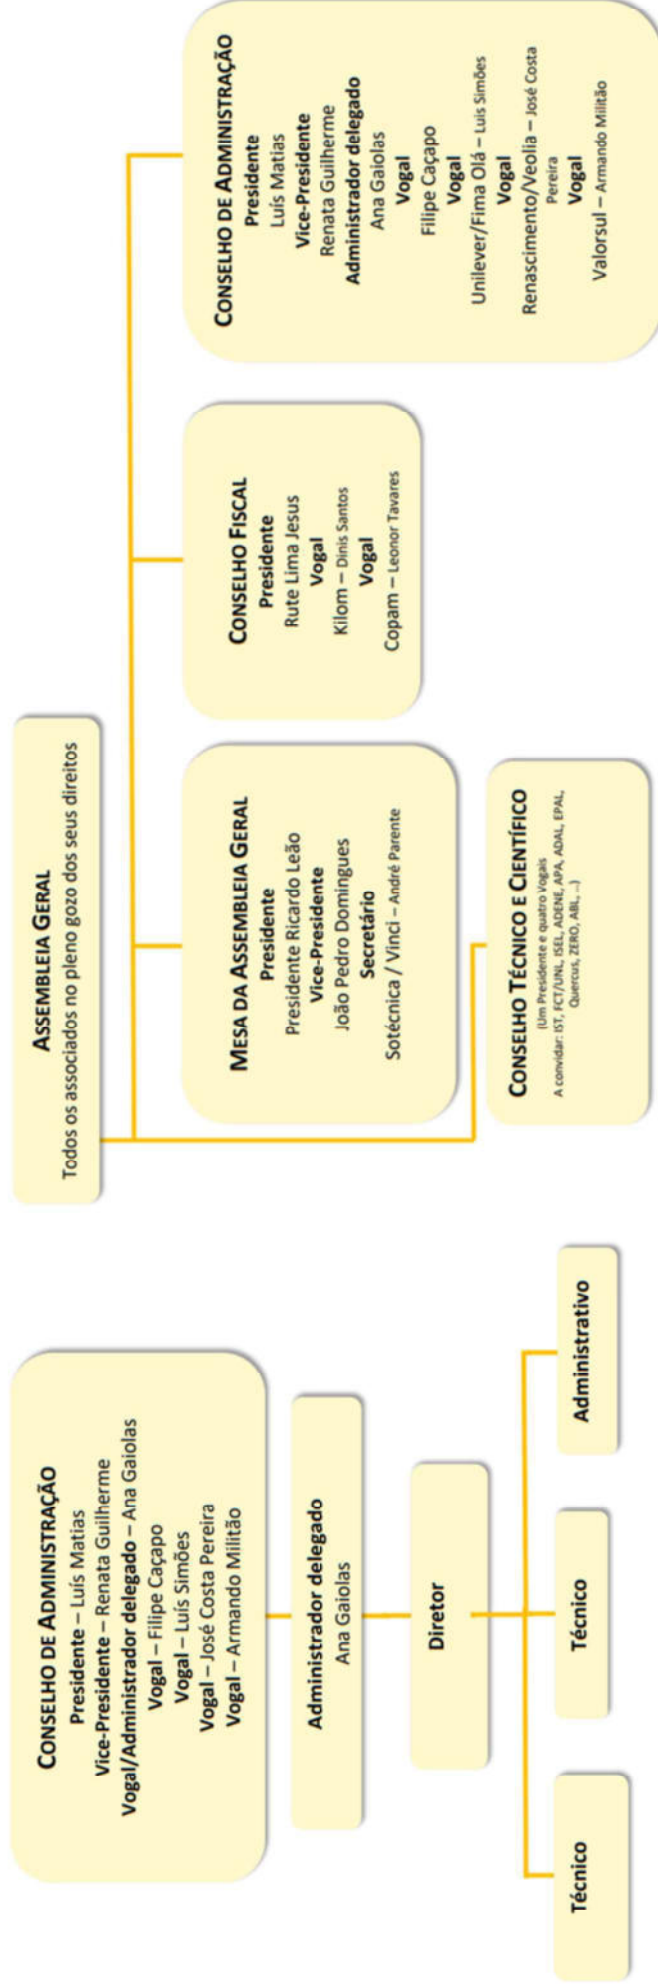 CONSELHO DE ADMINISTRAÇÃO
Presidente – Luís Matias
Vice-Presidente – Renata Guilherme
Vogal/Administrador delegado – Ana Gaiolas
Vogal – Filipe Caçapo
Vogal – Luís Simões
Vogal – José Costa Pereira
Vogal – Armando Militão
Administrador delegado
Ana Gaiolas
Diretor
Técnico
Técnico
Administrativo
ASSEMBLEIA GERAL
Todos os associados no pleno gozo dos seus direitos
MESA DA ASSEMBLEIA GERAL
Presidente
Presidente Ricardo Leão
Vice-Presidente
João Pedro Domingues
Secretário
Sotécnica / Vinci – André Parente
CONSELHO FISCAL
Presidente
Rute Lima Jesus
Vogal
Kilom – Dinis Santos
Vogal
Copam – Leonor Tavares
CONSELHO DE ADMINISTRAÇÃO
Presidente
Luís Matias
Vice-Presidente
Renata Guilherme
Administrador delegado
Ana Gaiolas
Vogal
Filipe Caçapo
Vogal
Unilever/Fima Olá – Luis Simões
Vogal
Renascimento/Veolia – José Costa
Pereira
Vogal
Valorsul – Armando Militão
CONSELHO TÉCNICO E CIENTÍFICO
(Um Presidente e quatro Vogais
A convidar: IST, FCT/UNL, ISEL, ADENE, APA, ADAL, EPAL,
Quercus, ZERO, ABL, ...)